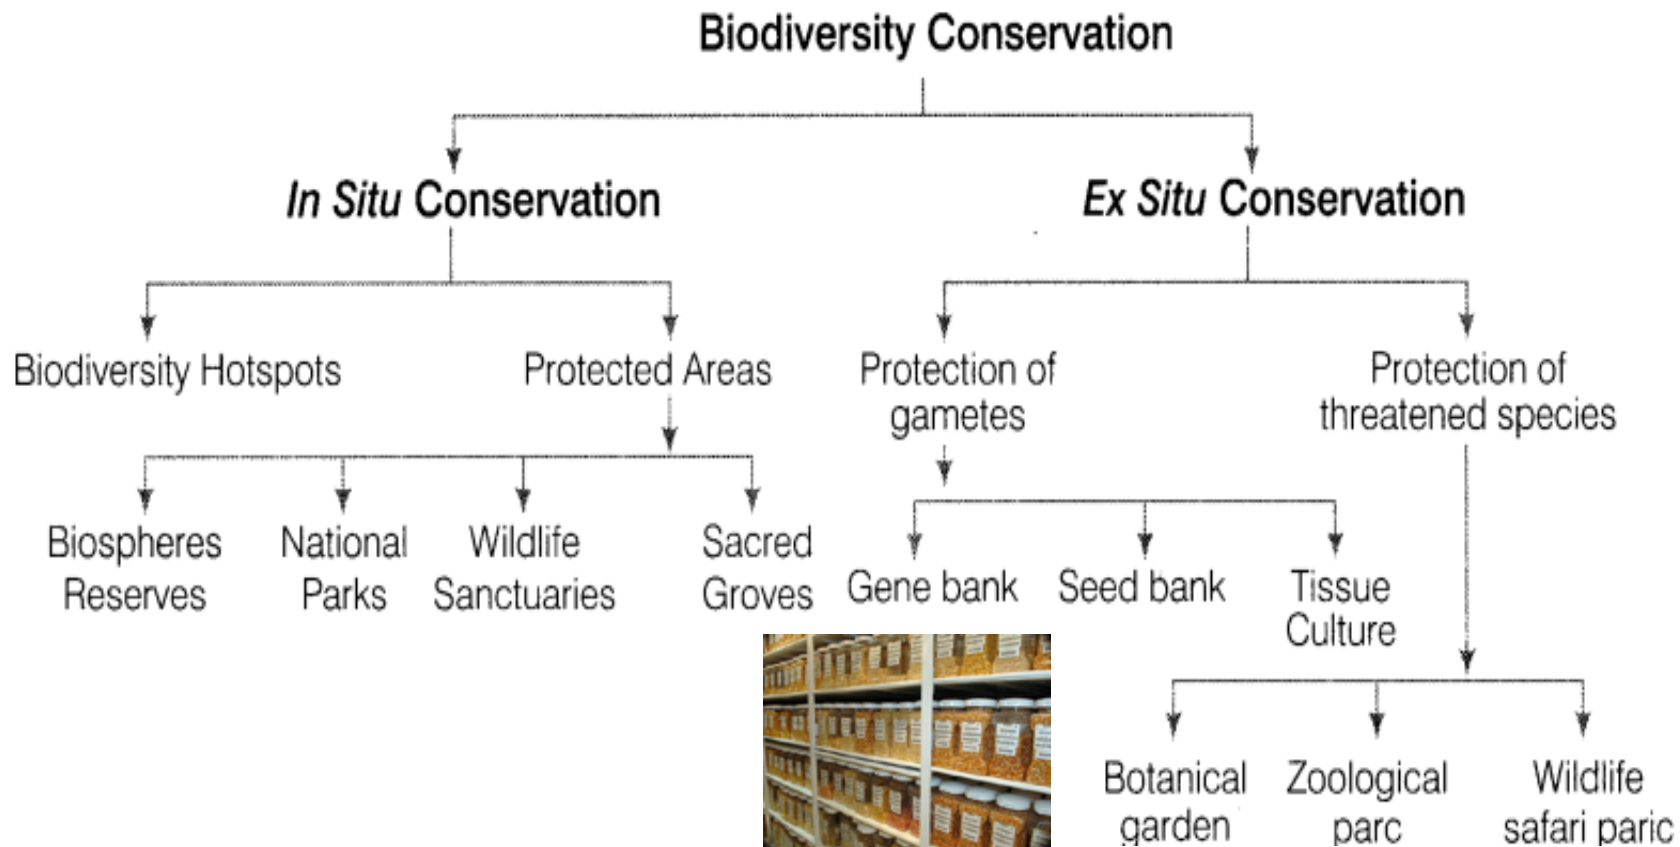 Biodiversity Conservation
In Situ Conservation
Ex Situ Conservation
Biodiversity Hotspots
Protected Areas
Protection of
gametes
Protection of
threatened species
Biospheres
Reserves
National
Parks
Wildlife
Sanctuaries
Sacred
Groves
Gene bank
Seed bank
Tissue
Culture
Botanical
garden
Zoological
parc
Wildlife
safari paric